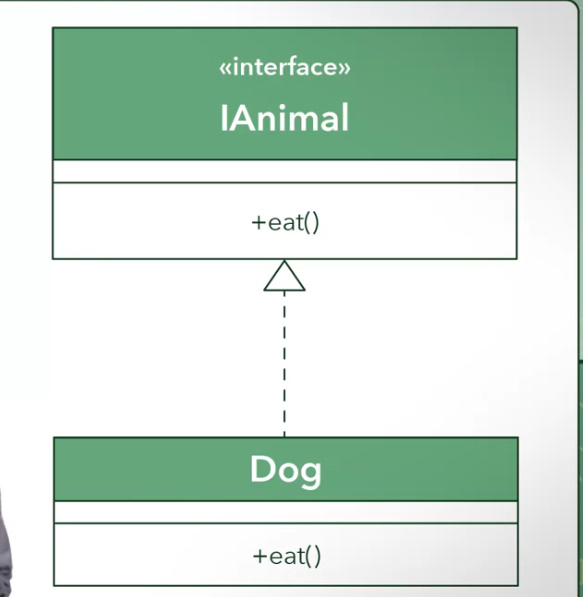 «interface»
IAnimal
+eat()
Dog
+eat()